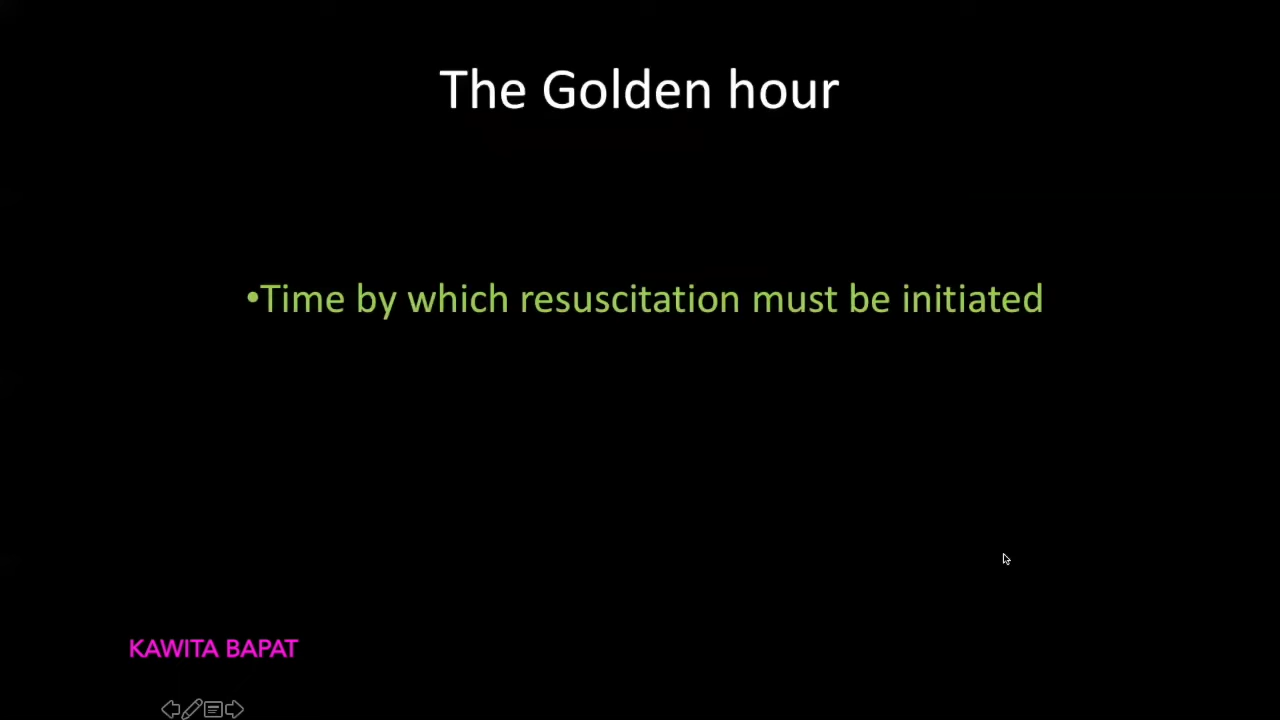 The Golden hour
•Time by which resuscitation must be initiated
KAWITA BAPAT